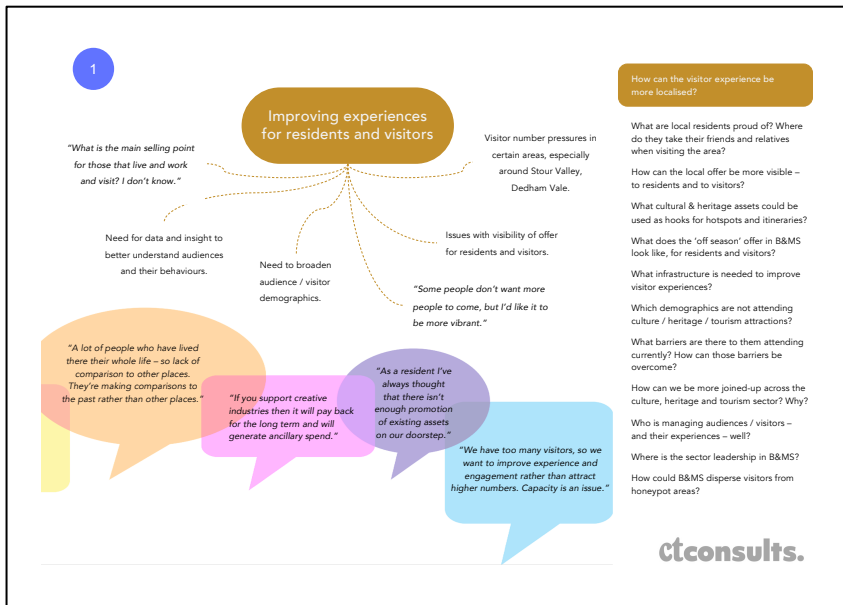 1
Improving experiences
for residents and visitors
“What is the main selling point
for those that live and work
and visit? I don’t know.”
Visitor number pressures in
certain areas, especially
around Stour Valley,
Dedham Vale.
Need for data and insight to
better understand audiences
and their behaviours.
Need to broaden
audience / visitor
demographics.
Issues with visibility of offer
for residents and visitors.
“Some people don’t want more
people to come, but I’d like it to
be more vibrant.”
“A lot of people who have lived
there their whole life – so lack of
comparison to other places.
They’re making comparisons to
the past rather than other places.”
“If you support creative
industries then it will pay back
for the long term and will
generate ancillary spend.”
“As a resident I’ve
always thought
that there isn’t
enough promotion
of existing assets
on our doorstep.”
“We have too many visitors, so we
want to improve experience and
engagement rather than attract
higher numbers. Capacity is an issue.”
How can the visitor experience be
more localised?
What are local residents proud of? Where
do they take their friends and relatives
when visiting the area?
How can the local offer be more visible –
to residents and to visitors?
What cultural & heritage assets could be
used as hooks for hotspots and itineraries?
What does the ‘off season’ offer in B&MS
look like, for residents and visitors?
What infrastructure is needed to improve
visitor experiences?
Which demographics are not attending
culture / heritage / tourism attractions?
What barriers are there to them attending
currently? How can those barriers be
overcome?
How can we be more joined-up across the
culture, heritage and tourism sector? Why?
Who is managing audiences / visitors –
and their experiences – well?
Where is the sector leadership in B&MS?
How could B&MS disperse visitors from
honeypot areas?
ctconsults.